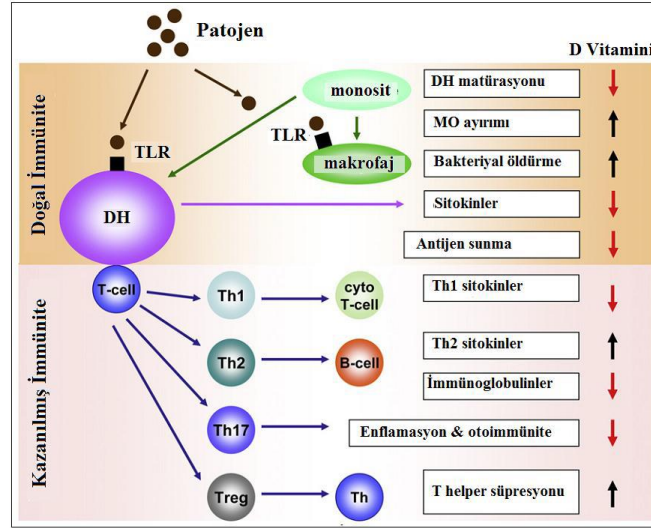 Patojen
D Vitamini
Doğal İmmünite
monosit
TLR
TLR
makrofaj
DH
DH matürasyonu
MO ayırımı
Bakteriyal öldürme
Sitokinler
Antijen sunma
Kazanılmış İmmünite
T-cell
Th1
cyto
T-cell
Th1 sitokinler
Th2
B-cell
Th2 sitokinler
İmmünoglobulinler
Th17
Enflamasyon & otoimmünite
Treg
Th
T helper süpresyonu